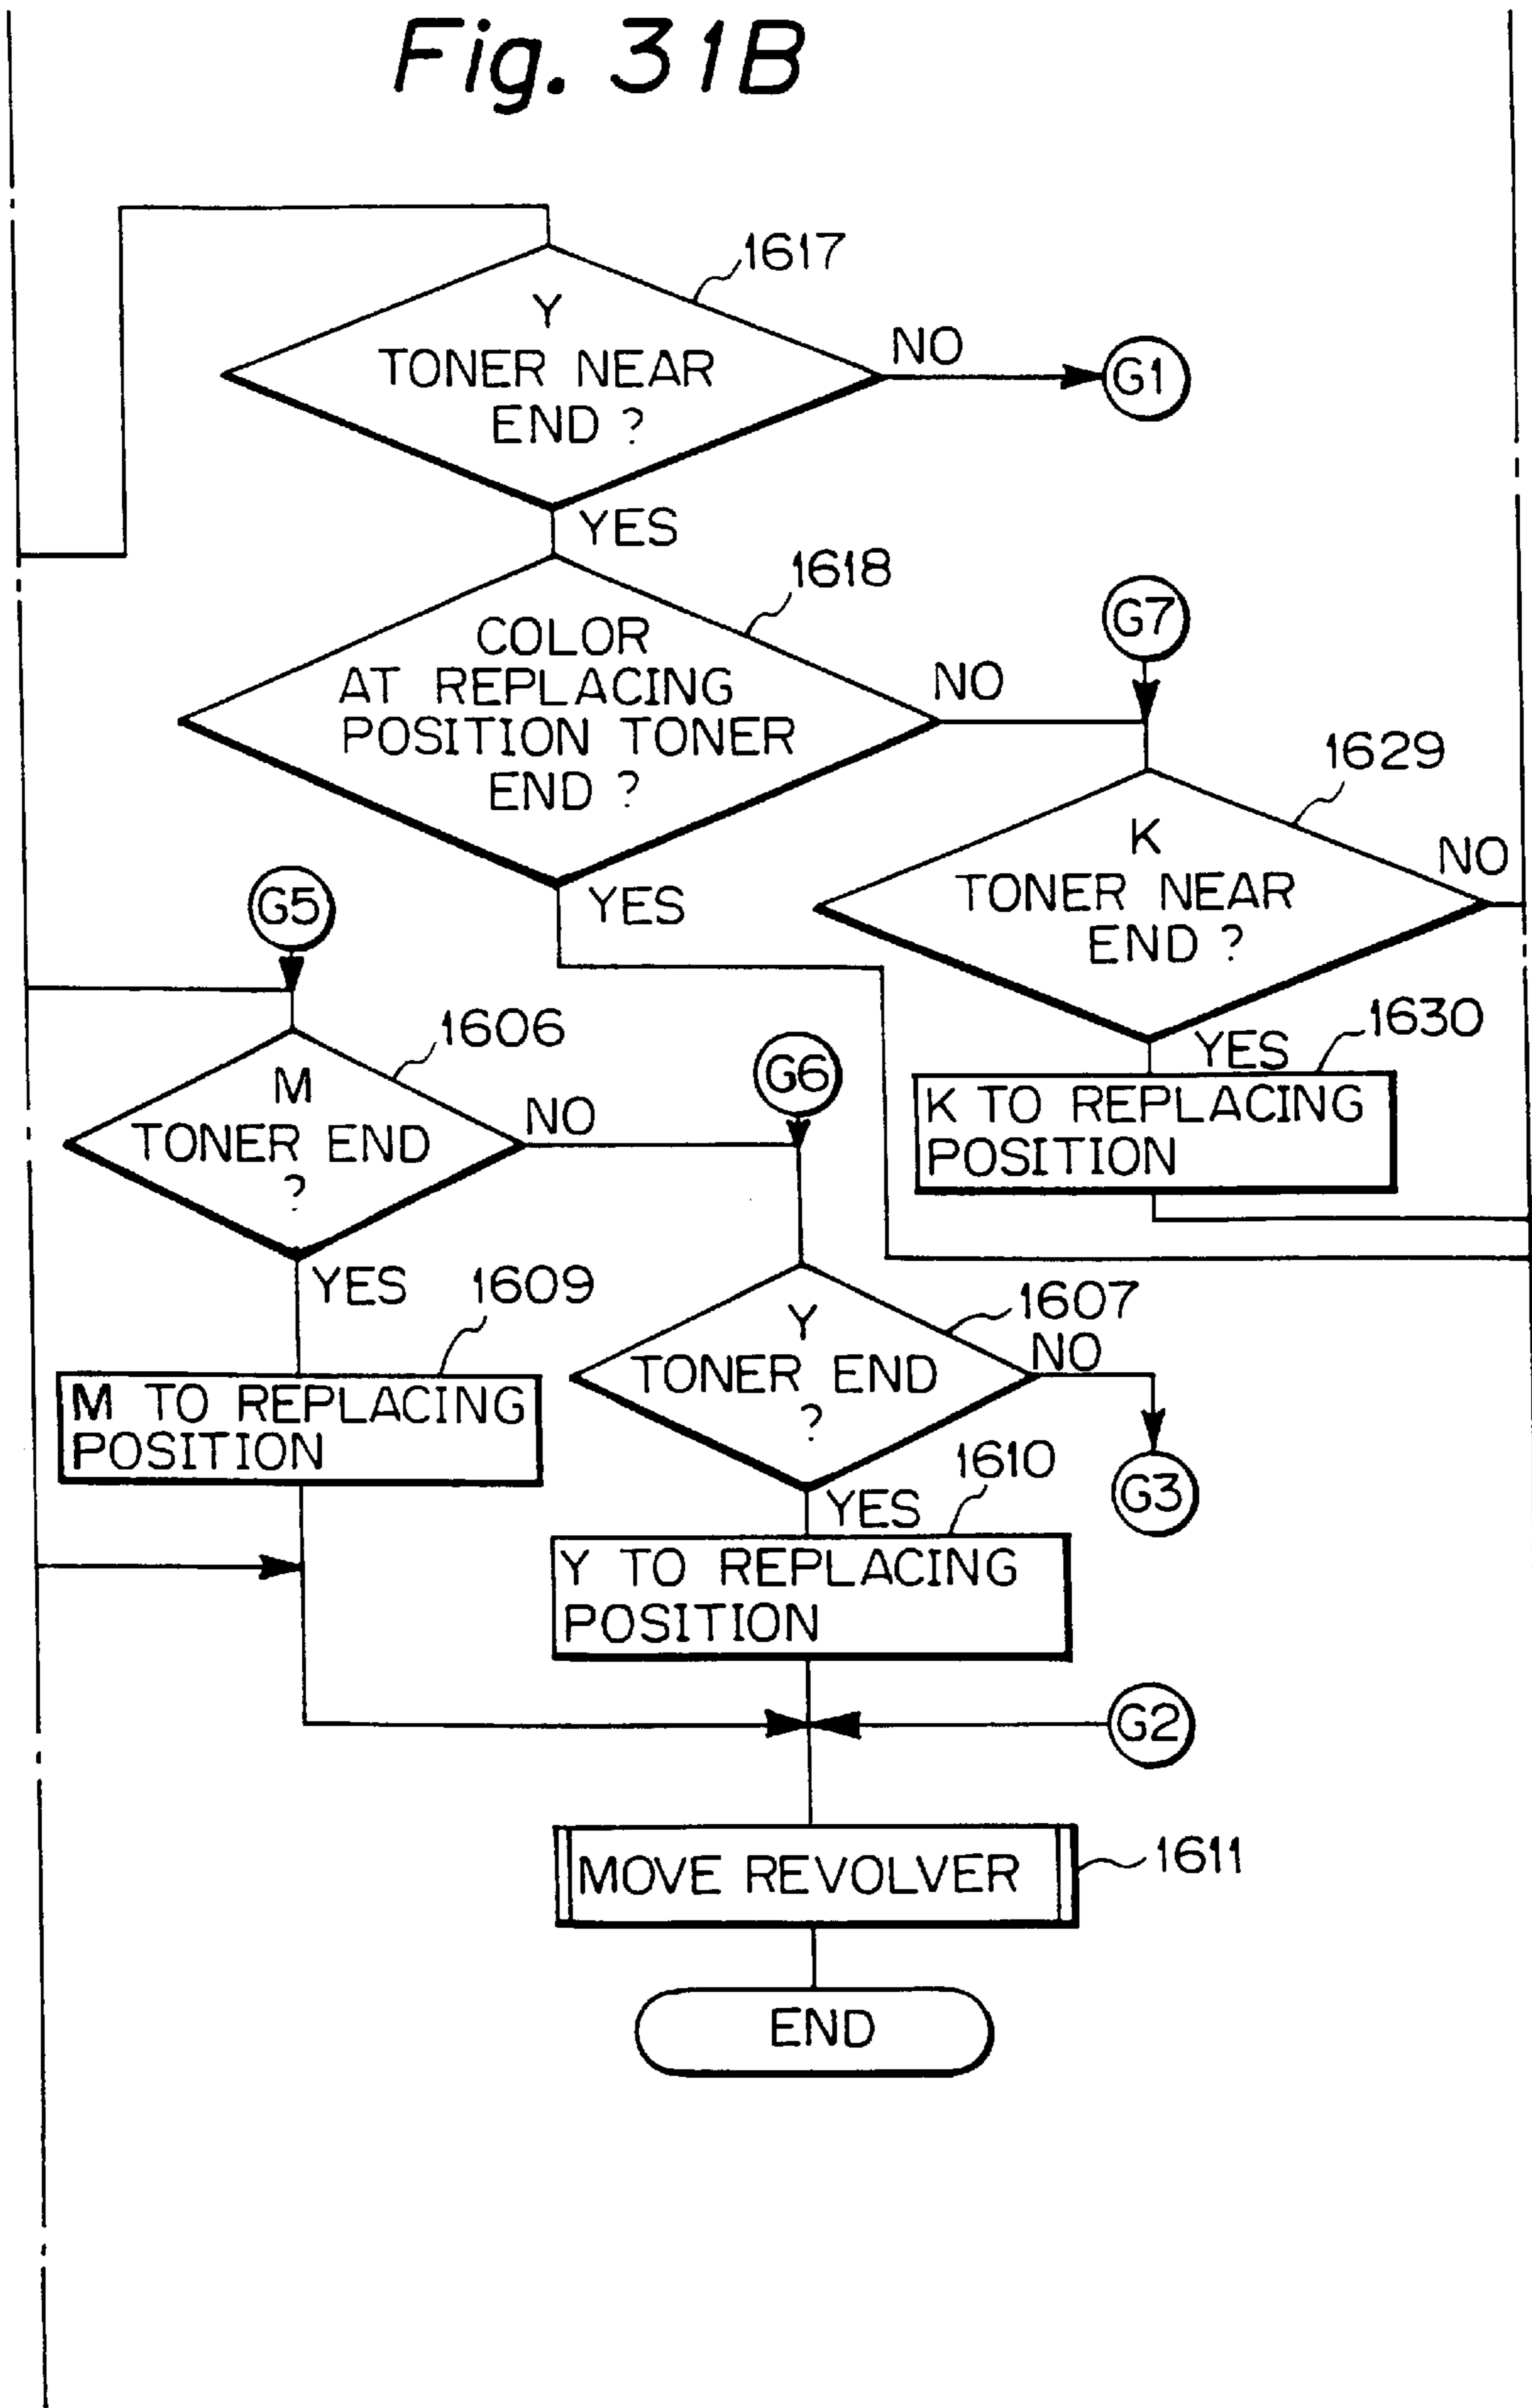 Fig. 31B
1617
Y
TONER NEAR
END ?
NO
G1
YES
1618
COLOR
AT REPLACING
POSITION TONER
END ?
NO
G7
YES
1629
K
TONER NEAR
END ?
NO
YES
1630
K TO REPLACING
POSITION
G5
1606
M
TONER END
?
NO
G6
YES
1609
M TO REPLACING
POSITION
1607
Y
TONER END
?
NO
G3
YES
1610
Y TO REPLACING
POSITION
G2
MOVE REVOLVER
1611
END